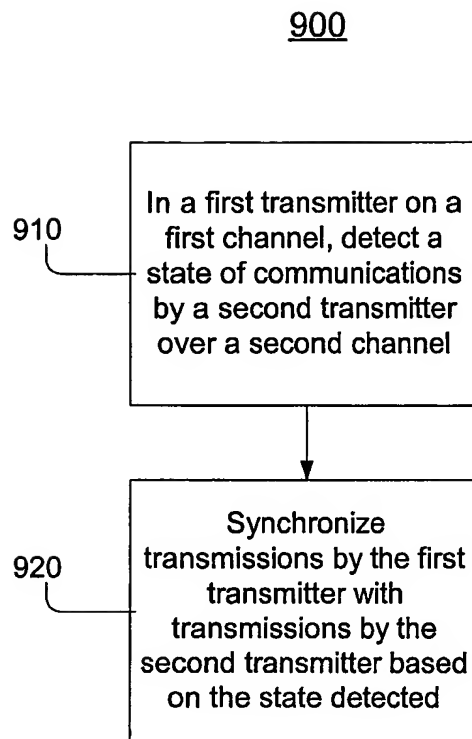 900
910
In a first transmitter on a
first channel, detect a
state of communications
by a second transmitter
over a second channel
920
Synchronize
transmissions by the first
transmitter with
transmissions by the
second transmitter based
on the state detected